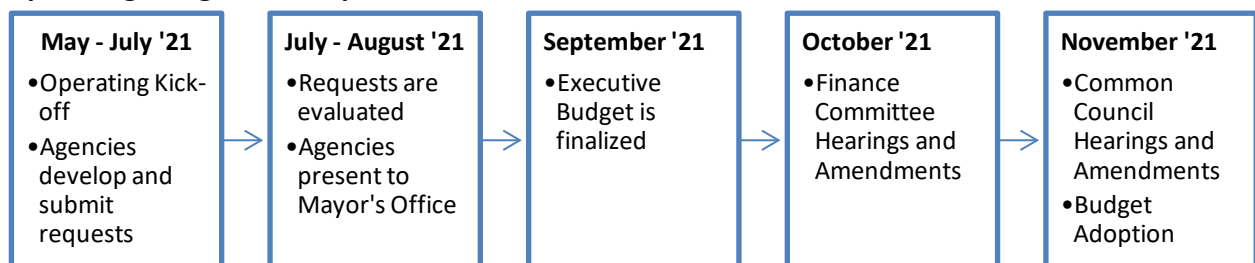 May - July '21
•Operating Kick-
off
•Agencies
develop and
submit
requests
July - August '21
•Requests are
evaluated
•Agencies
present to
Mayor's Office
September '21
•Executive
Budget is
finalized
October '21
•Finance
Committee
Hearings and
Amendments
November '21
•Common
Council
Hearings and
Amendments
•Budget
Adoption